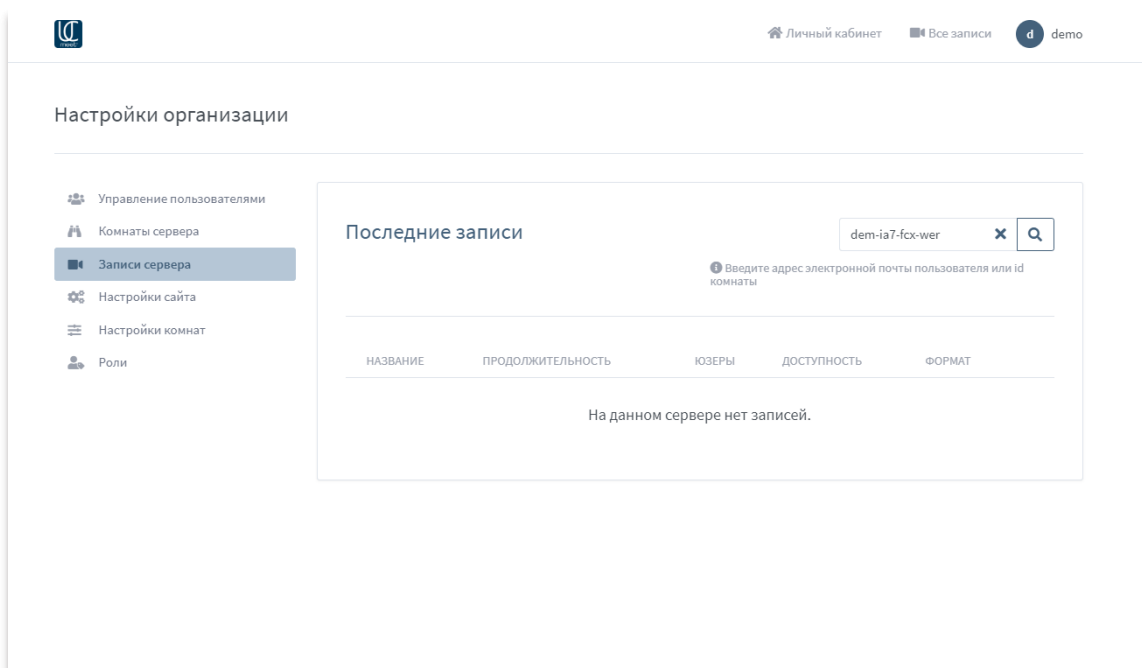 UC
meet
Личный кабинет Все записи d demo
Настройки организации
Управление пользователями
Комнаты сервера
Записи сервера
Настройки сайта
Настройки комнат
Роли
Последние записи
dem-ia7-fcx-wer
Введите адрес электронной почты пользователя или id
комнаты
НАЗВАНИЕ ПРОДОЛЖИТЕЛЬНОСТЬ ЮЗЕРЫ ДОСТУПНОСТЬ ФОРМАТ
На данном сервере нет записей.